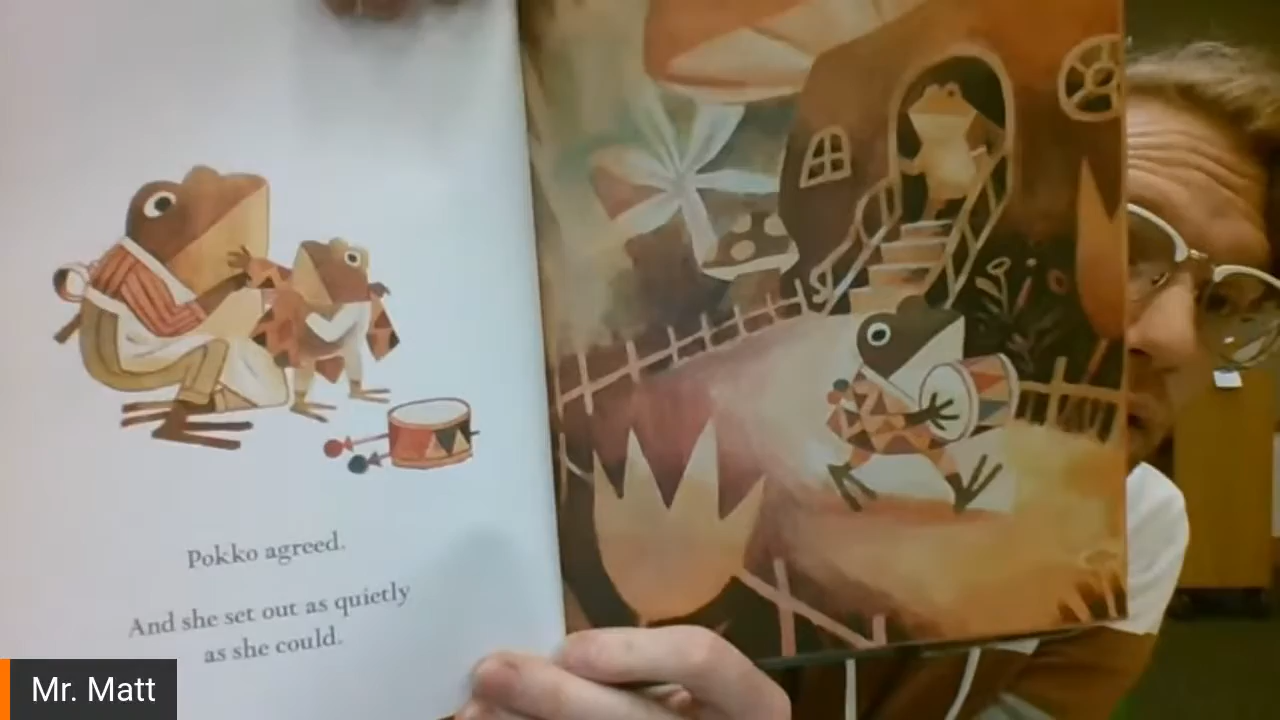 Pokko agreed.
And she set out as quietly
as she could.
Mr. Matt